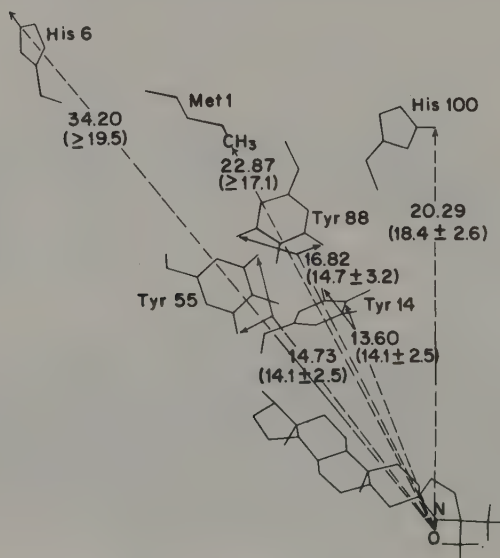 His 6
34.20
(≥ 19.5)
Met 1
CH3
22.87
(≥ 17.1)
His 100
20.29
(18.4 ± 2.6)
Tyr 88
16.82
(14.7 ± 3.2)
Tyr 55
Tyr 14
13.60
(14.1 ± 2.5)
14.73
(14.1 ± 2.5)
N
O